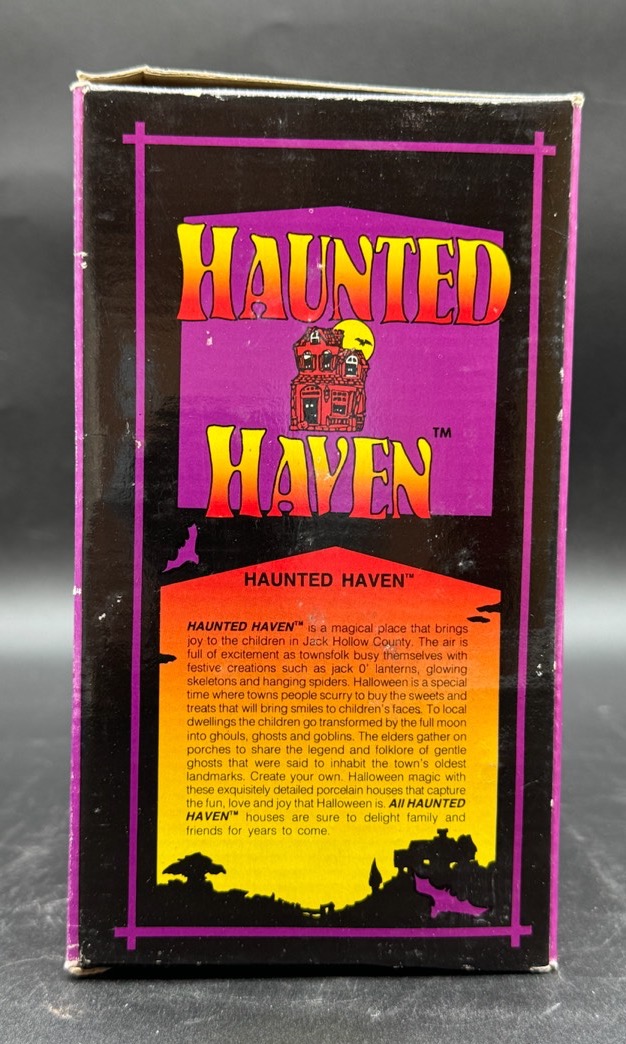 HAUNTED
HAVEN™
HAUNTED HAVEN™
HAUNTED HAVEN™ is a magical place that brings
joy to the children in Jack Hollow County. The air is
full of excitement as townsfolk busy themselves with
festive creations such as jack O' lanterns, glowing
skeletons and hanging spiders. Halloween is a special
time where towns people scurry to buy the sweets and
treats that will bring smiles to children's faces. To local
dwellings the children go transformed by the full moon
into ghouls, ghosts and goblins. The elders gather on
porches to share the legend and folklore of gentle
ghosts that were said to inhabit the town's oldest
landmarks. Create your own. Halloween magic with
these exquisitely detailed porcelain houses that capture
the fun, love and joy that Halloween is. All HAUNTED
HAVEN™ houses are sure to delight family and
friends for years to come.